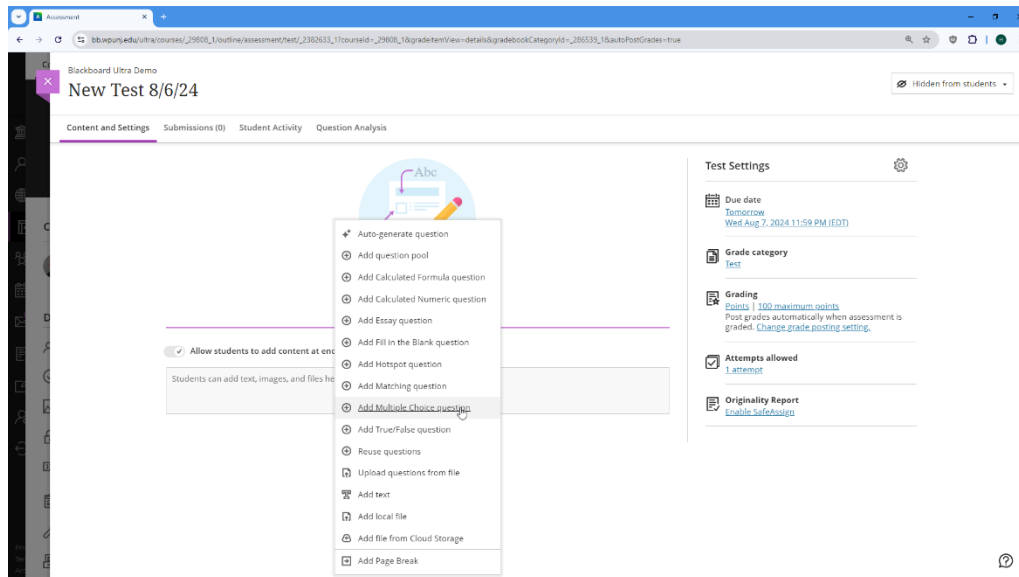 Assessment
bb.wpunj.edu/ultra/courses/_29808_1/outline/assessment/test/_2382633_1?courseId=_29808_1&gradeitemView=details&gradebookCategoryId=_286539_1&autoPostGrades=true
Blackboard Ultra Demo
New Test 8/6/24
Hidden from students
Content and Settings Submissions (0) Student Activity Question Analysis
Abc
Auto-generate question
Add question pool
Add Calculated Formula question
Add Calculated Numeric question
Add Essay question
Add Fill in the Blank question
Add Hotspot question
Add Matching question
Add Multiple Choice question
Add True/False question
Reuse questions
Upload questions from file
Add text
Add local file
Add file from Cloud Storage
Add Page Break
Allow students to add content at en
Students can add text, images, and files he
Test Settings
Due date
Tomorrow
Wed Aug 7, 2024 11:59 PM (EDT)
Grade category
Test
Grading
Points | 100 maximum points
Post grades automatically when assessment is
graded. Change grade posting setting.
Attempts allowed
1 attempt
Originality Report
Enable SafeAssign